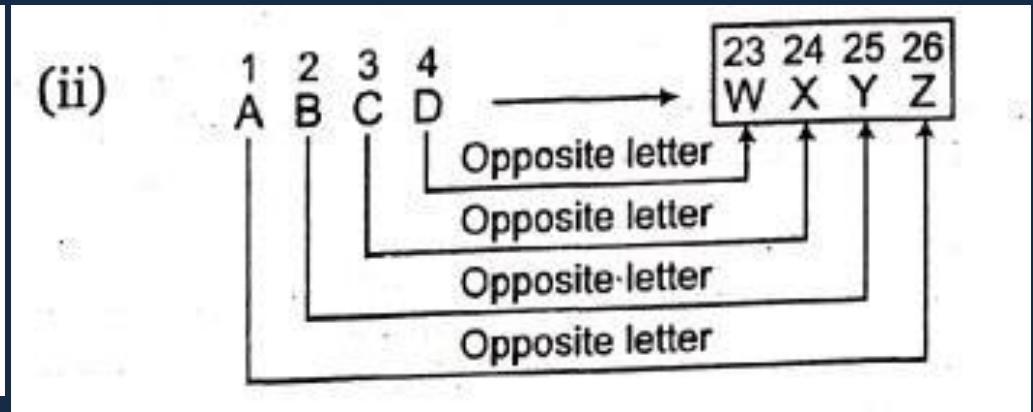 (ii)
1 2 3 4
A B C D
23 24 25 26
W X Y Z
Opposite letter
Opposite letter
Opposite letter
Opposite letter